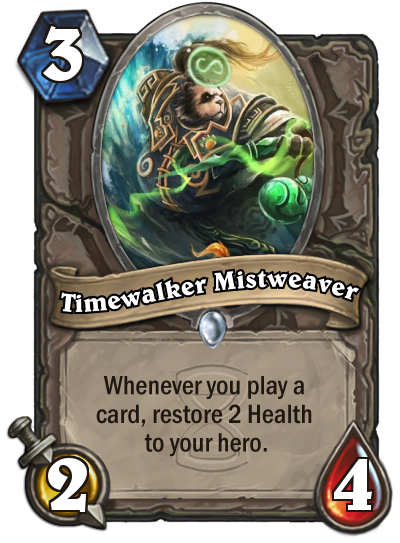 3
Timewalker Mistweaver
Whenever you play a
card, restore 2 Health
to your hero.
2
4